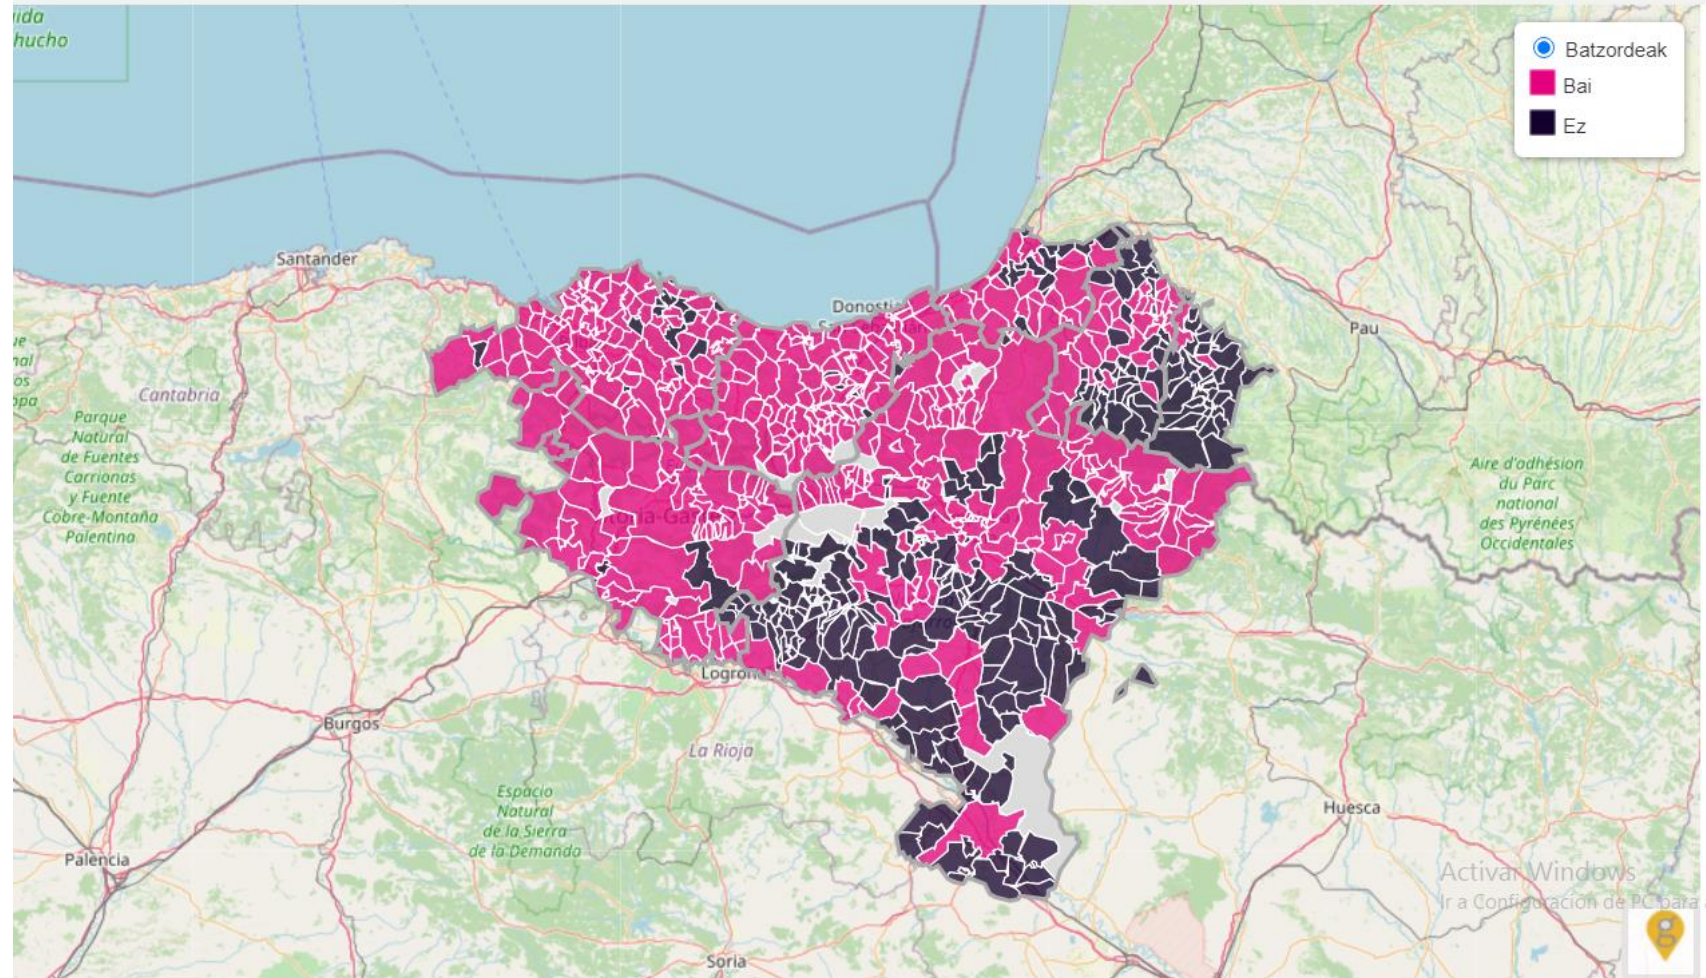 hucho
Batzordeak
Bai
Ez
Santander
Donosti
Pau
Cantabria
Parque
Natural
de Fuentes
Carrionas
y Fuente
Cobre-Montaña
Palentina
Aire d'adhésion
du Parc
national
des Pyrénées
Occidentales
Logroñ
Burgos
La Rioja
Espacio
Natural
de la Sierra
de la Demanda
Huesca
Palencia
Activar Windows
Ir a Configuración de PC para
Soria